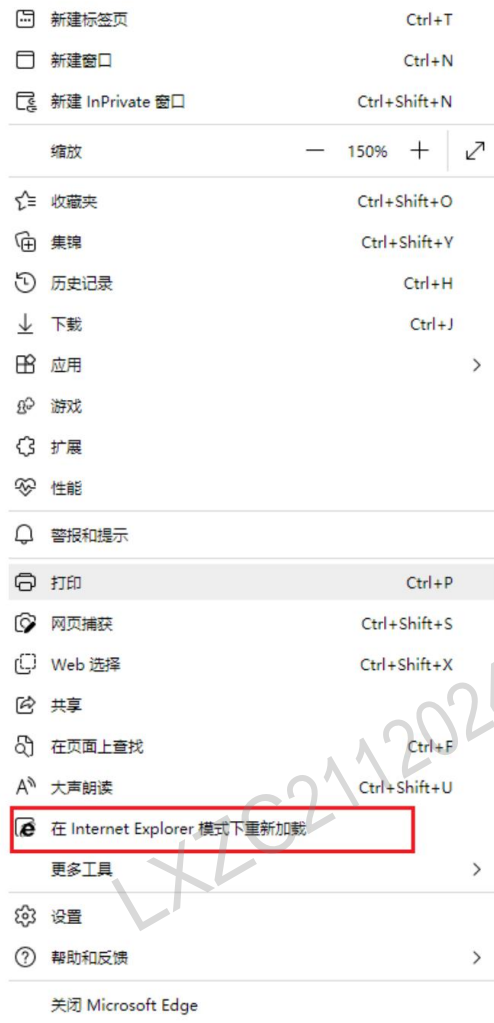 新建标签页 Ctrl+T
新建窗口 Ctrl+N
新建 InPrivate 窗口 Ctrl+Shift+N
缩放 — 150% +
收藏夹 Ctrl+Shift+O
集锦 Ctrl+Shift+Y
历史记录 Ctrl+H
下载 Ctrl+J
应用
游戏
扩展
性能
警报和提示
打印 Ctrl+P
网页捕获 Ctrl+Shift+S
Web 选择 Ctrl+Shift+X
共享
在页面上查找 Ctrl+F
大声朗读 Ctrl+Shift+U
在 Internet Explorer 模式下重新加载
更多工具
设置
帮助和反馈
关闭 Microsoft Edge
LXZC2112024